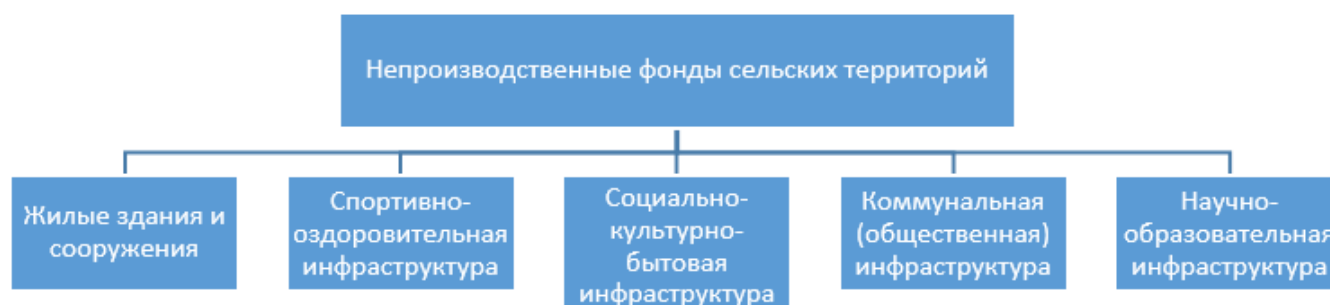 Непроизводственные фонды сельских территорий
Жилые здания и
сооружения
Спортивно-
оздоровительная
инфраструктура
Социально-
культурно-
бытовая
инфраструктура
Коммунальная
(общественная)
инфраструктура
Научно-
образовательная
инфраструктура